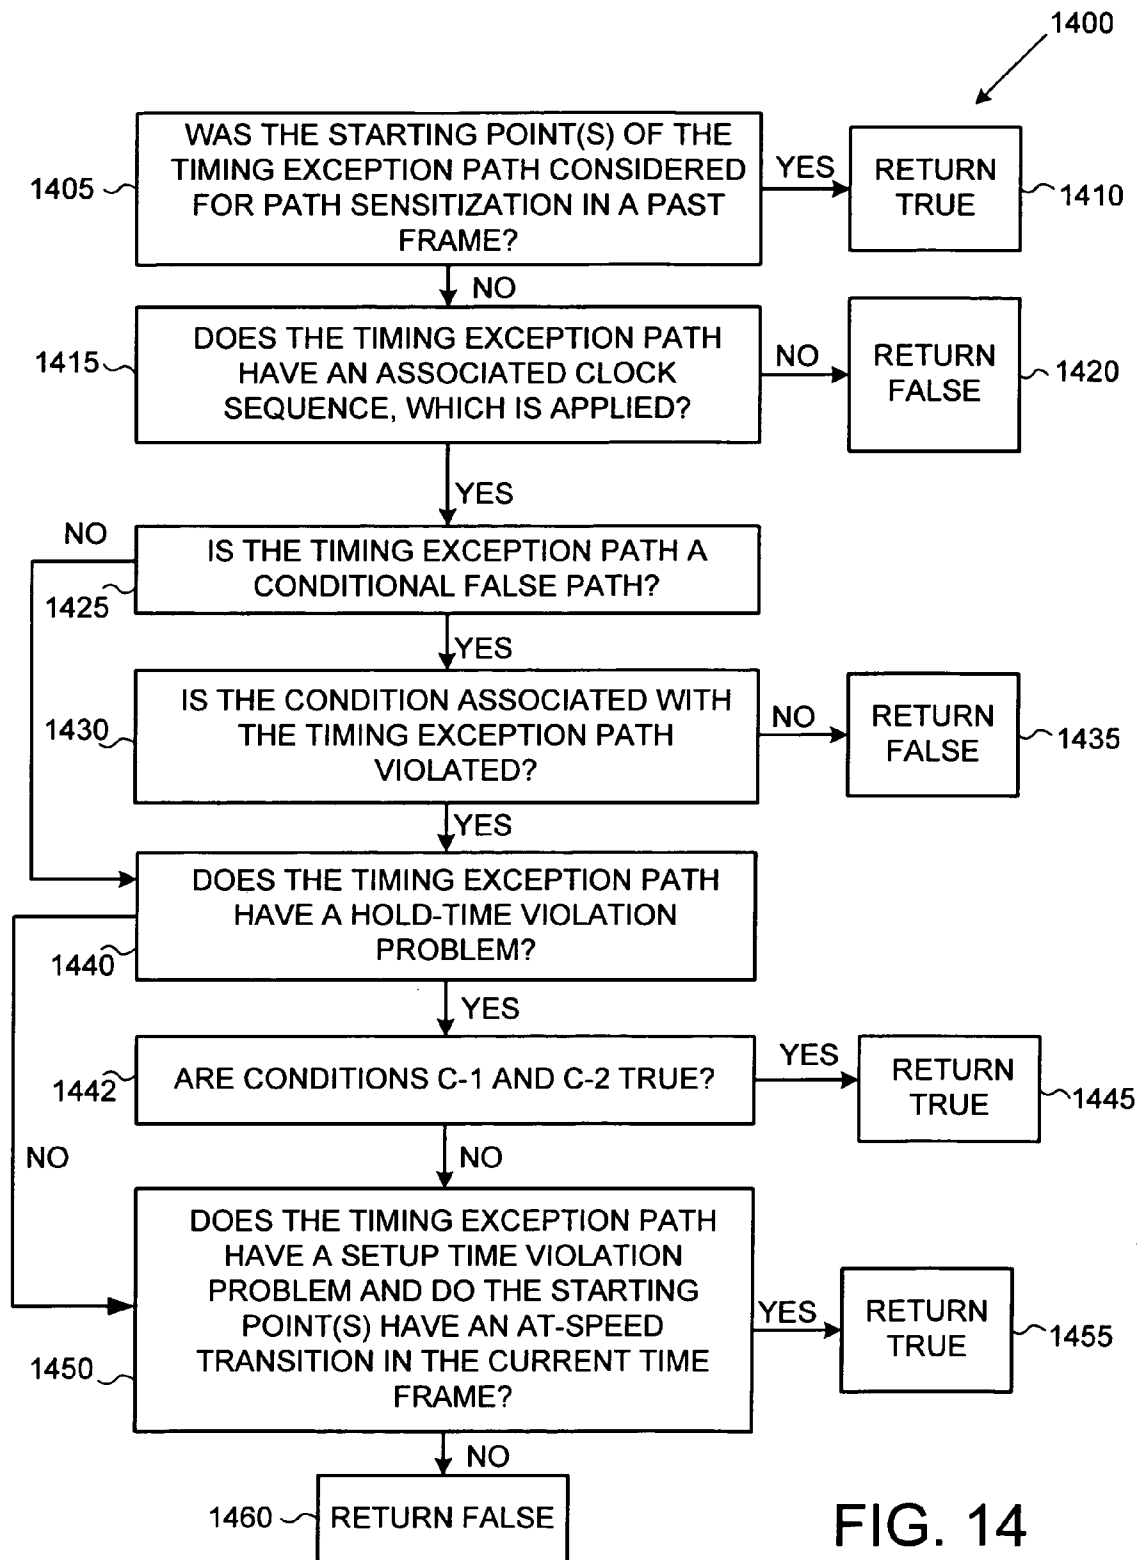 1400
WAS THE STARTING POINT(S) OF THE
TIMING EXCEPTION PATH CONSIDERED
FOR PATH SENSITIZATION IN A PAST
FRAME?
1405
YES
RETURN
TRUE
1410
NO
DOES THE TIMING EXCEPTION PATH
HAVE AN ASSOCIATED CLOCK
SEQUENCE, WHICH IS APPLIED?
1415
NO
RETURN
FALSE
1420
YES
NO
IS THE TIMING EXCEPTION PATH A
CONDITIONAL FALSE PATH?
1425
YES
IS THE CONDITION ASSOCIATED WITH
THE TIMING EXCEPTION PATH
VIOLATED?
1430
NO
RETURN
FALSE
1435
YES
DOES THE TIMING EXCEPTION PATH
HAVE A HOLD-TIME VIOLATION
PROBLEM?
1440
YES
ARE CONDITIONS C-1 AND C-2 TRUE?
1442
YES
RETURN
TRUE
1445
NO
NO
DOES THE TIMING EXCEPTION PATH
HAVE A SETUP TIME VIOLATION
PROBLEM AND DO THE STARTING
POINT(S) HAVE AN AT-SPEED
TRANSITION IN THE CURRENT TIME
FRAME?
1450
YES
RETURN
TRUE
1455
NO
1460
RETURN FALSE
FIG. 14